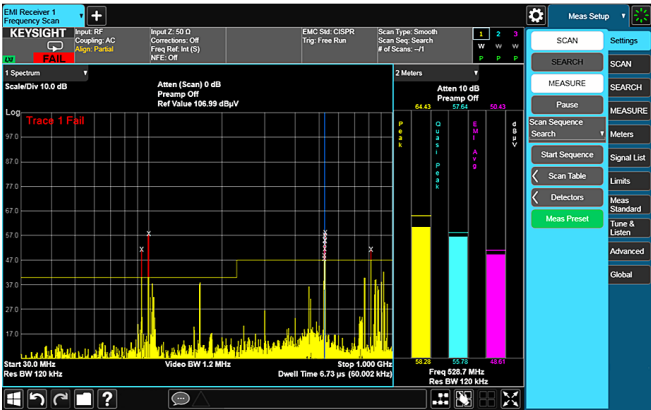 EMI Receiver 1
Frequency Scan
+
Meas Setup
KEYSIGHT
Input: RF
Coupling: AC
Align: Partial
Input Z: 50 Ω
Corrections: Off
Freq Ref: Int (S)
NFE: Off
EMC Std: CISPR
Trig: Free Run
Scan Type: Smooth
Scan Seq: Search
# of Scans: --/1
1 2 3
W W W
P P P
FAIL
1 Spectrum
Scale/Div 10.0 dB
Atten (Scan) 0 dB
Preamp Off
Ref Value 106.99 dBµV
Log
Trace 1 Fail
97.0
87.0
77.0
67.0
57.0
47.0
37.0
27.0
17.0
Start 30.0 MHz
Res BW 120 kHz
Video BW 1.2 MHz
Stop 1.000 GHz
Dwell Time 6.73 µs (60.002 kHz)
2 Meters
Atten 10 dB
Preamp Off
64.43 57.64 50.43
Peak
Quasi Peak
EMI Avg
dBµV
58.28 55.78 48.61
Freq 528.7 MHz
Res BW 120 kHz
SCAN
SEARCH
MEASURE
Pause
Scan Sequence
Search
Start Sequence
Scan Table
Detectors
Meas Preset
Settings
SCAN
SEARCH
MEASURE
Meters
Signal List
Limits
Meas
Standard
Tune &
Listen
Advanced
Global
?